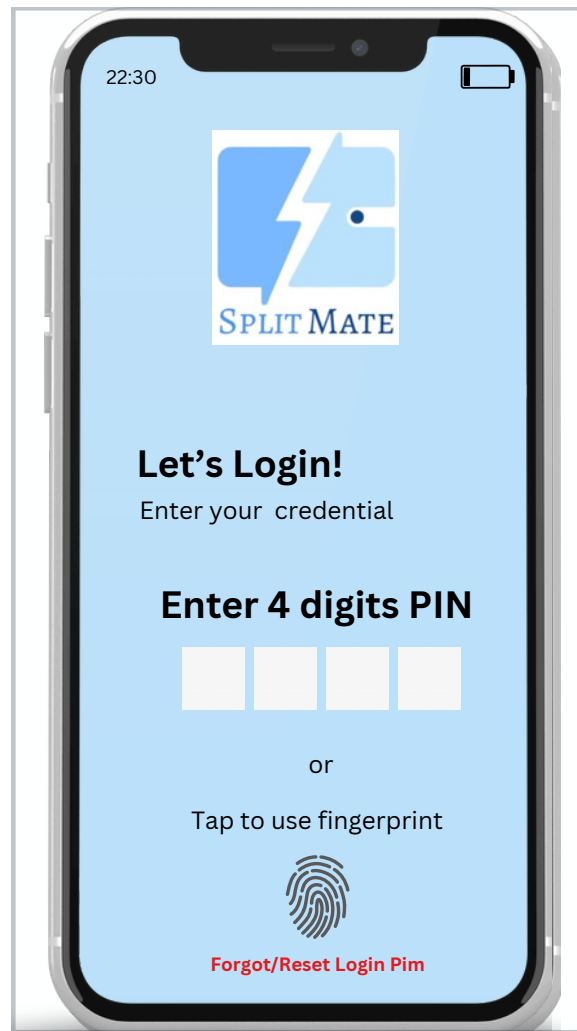 22:30
SPLIT MATE
Let’s Login!
Enter your credential
Enter 4 digits PIN
or
Tap to use fingerprint
Forgot/Reset Login Pim